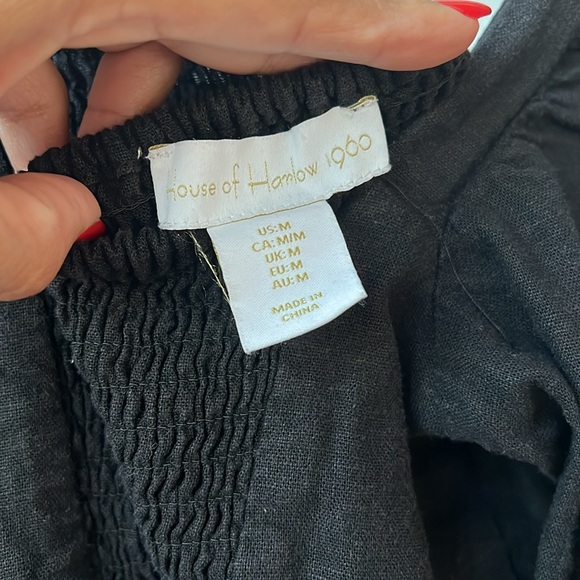 House of Harlow 1960
US:M
CA:M/M
UK:M
EU:M
AU:M
MADE IN
CHINA